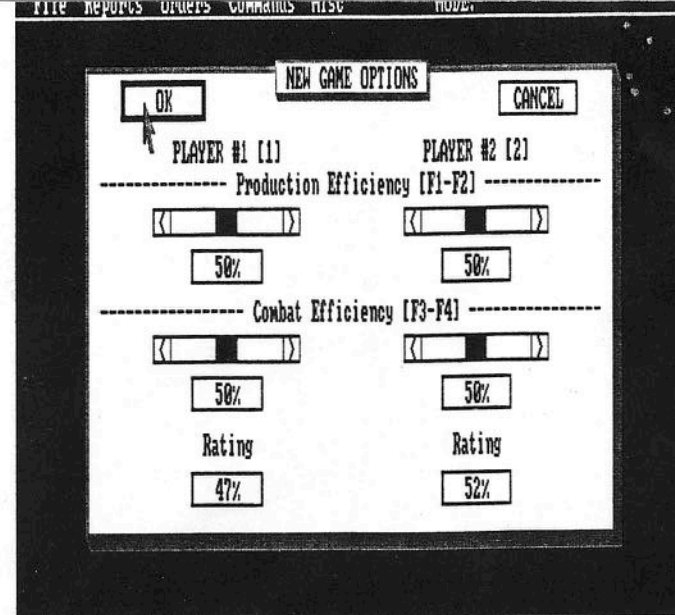 File Reports Orders Commands Misc MODE:
NEW GAME OPTIONS
OK CANCEL
PLAYER #1 [1] PLAYER #2 [2]
---------------- Production Efficiency [F1-F2] ---------------
50% 50%
------------------ Combat Efficiency [F3-F4] -----------------
50% 50%
Rating Rating
47% 52%